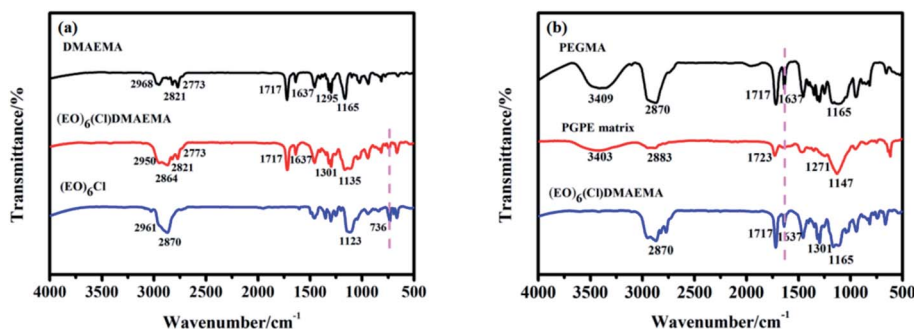 (a)
DMAEMA
2968
2821
2773
1717
1637
1295
1165
(EO)6(Cl)DMAEMA
2950
2864
2821
2773
1717
1637
1301
1135
(EO)6Cl
2961
2870
1123
736
4000 3500 3000 2500 2000 1500 1000 500
Wavenumber/cm-1
Transmittance/%
(b)
PEGMA
3409
2870
1717
1637
1165
PGPE matrix
3403
2883
1723
1271
1147
(EO)6(Cl)DMAEMA
2870
1717
1637
1301
1165
4000 3500 3000 2500 2000 1500 1000 500
Wavenumber/cm-1
Transmittance/%